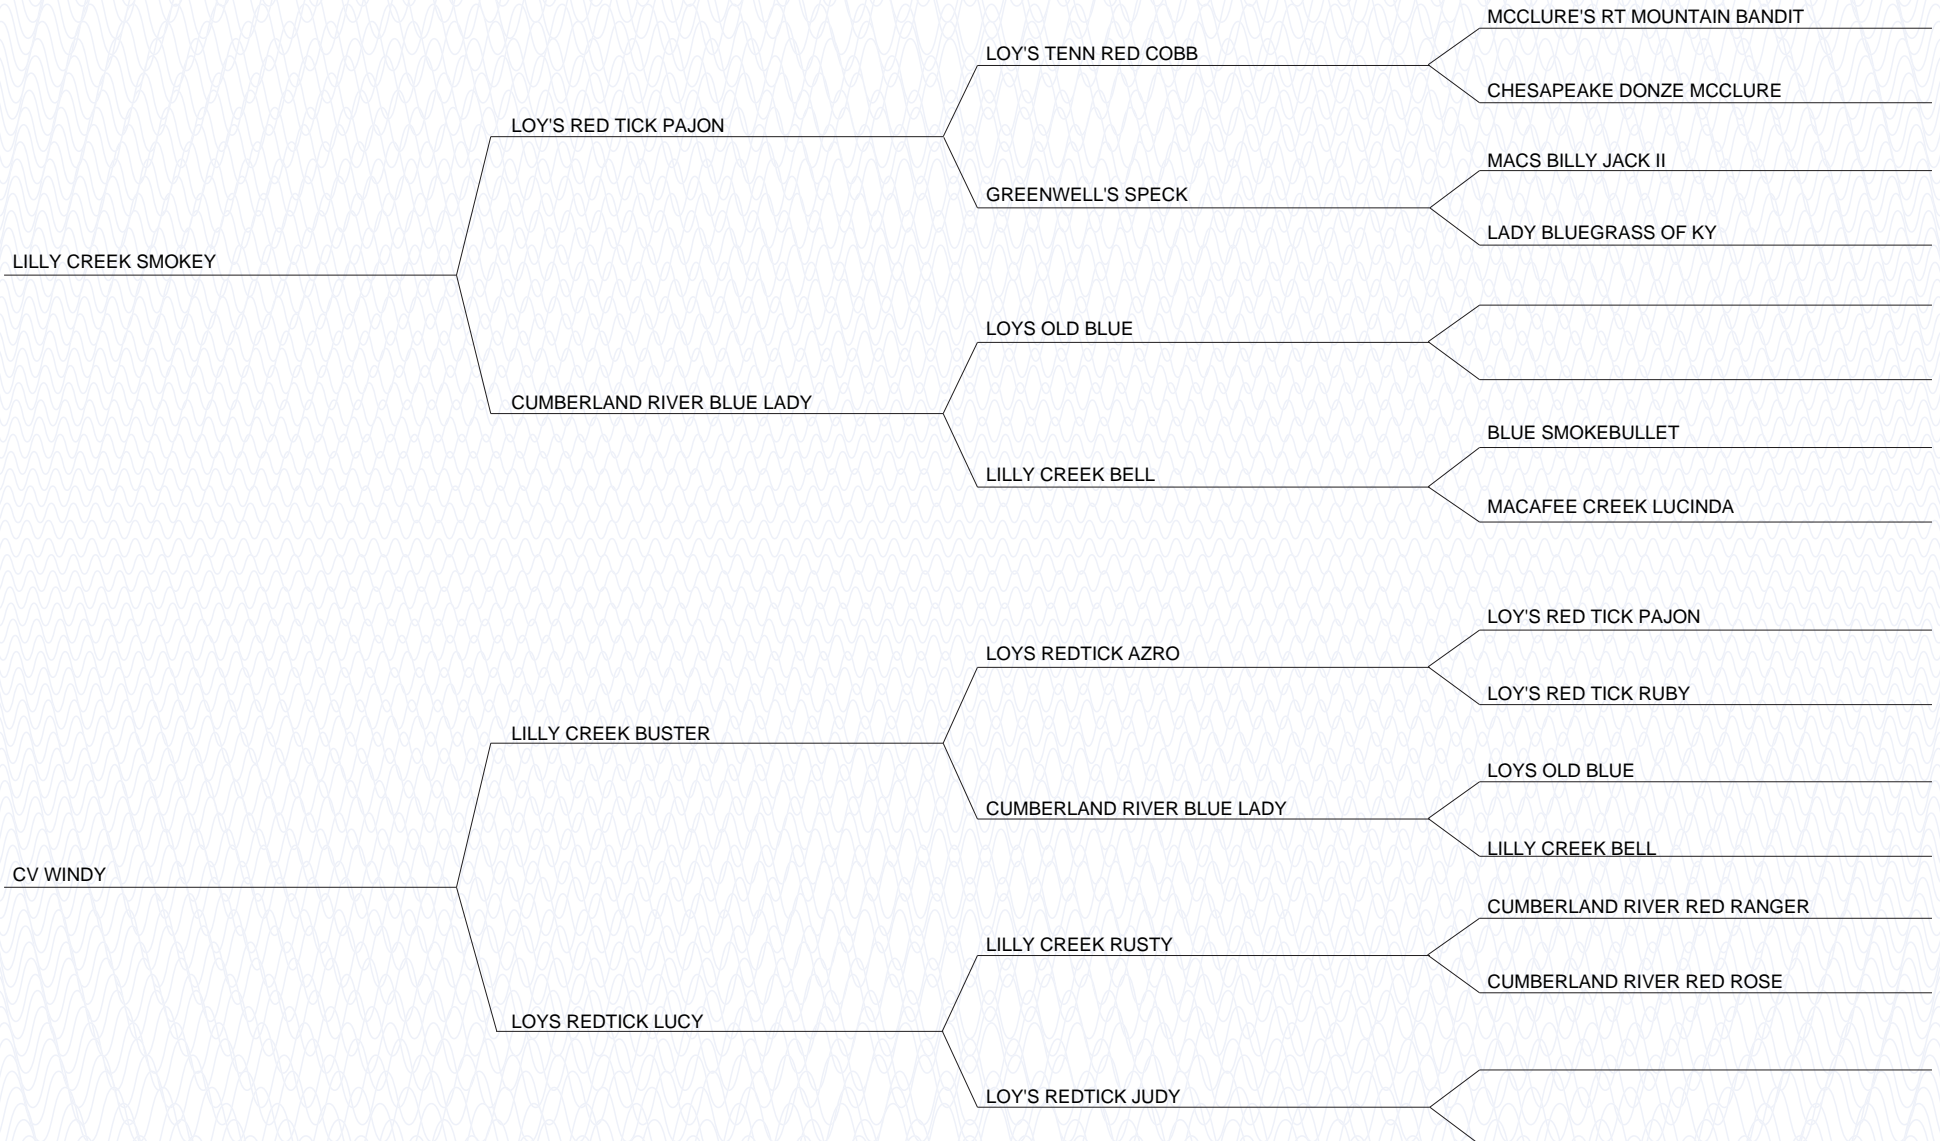 MCCLURE'S RT MOUNTAIN BANDIT
LOY'S TENN RED COBB
CHESAPEAKE DONZE MCCLURE
LOY'S RED TICK PAJON
MACS BILLY JACK II
GREENWELL'S SPECK
LADY BLUEGRASS OF KY
LILLY CREEK SMOKEY
LOYS OLD BLUE
CUMBERLAND RIVER BLUE LADY
BLUE SMOKEBULLET
LILLY CREEK BELL
MACAFEE CREEK LUCINDA
LOY'S RED TICK PAJON
LOYS REDTICK AZRO
LOY'S RED TICK RUBY
LILLY CREEK BUSTER
LOYS OLD BLUE
CUMBERLAND RIVER BLUE LADY
LILLY CREEK BELL
CV WINDY
CUMBERLAND RIVER RED RANGER
LILLY CREEK RUSTY
CUMBERLAND RIVER RED ROSE
LOYS REDTICK LUCY
LOY'S REDTICK JUDY